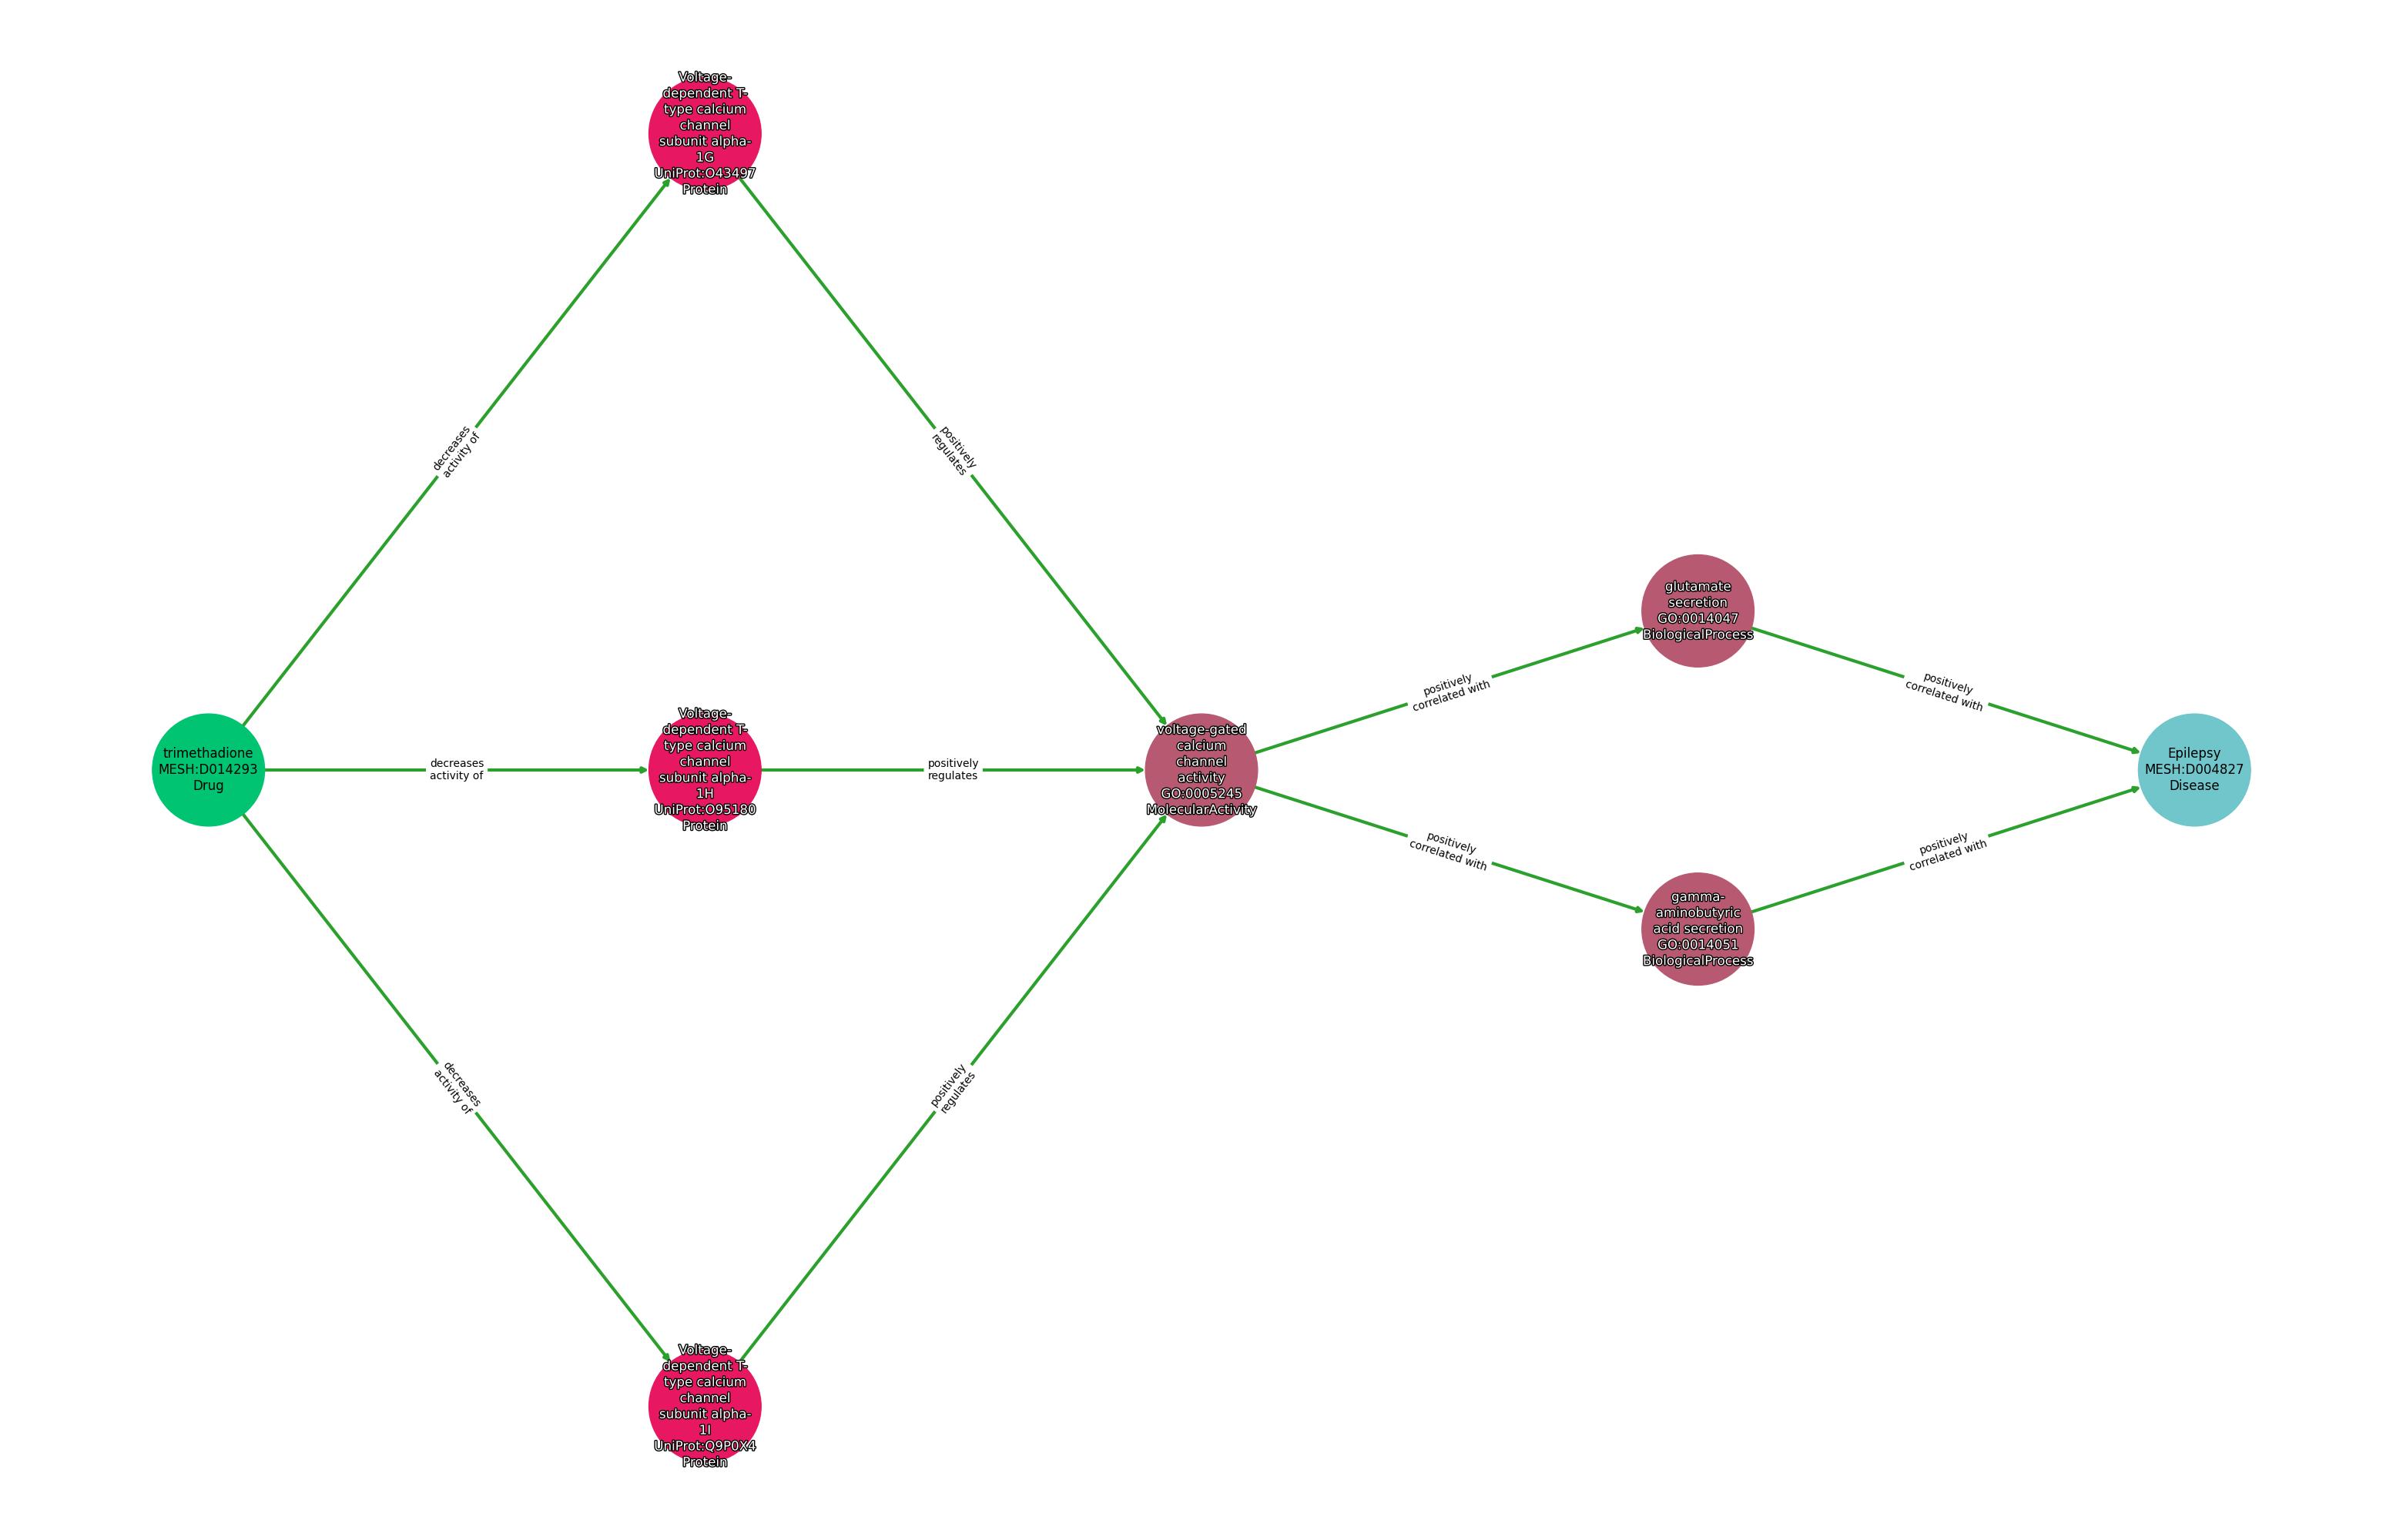 Voltage-
dependent T-
type calcium
channel
subunit alpha-
1G
UniProt:O43497
Protein
decreases
activity of
positively
regulates
trimethadione
MESH:D014293
Drug
decreases
activity of
Voltage-
dependent T-
type calcium
channel
subunit alpha-
1H
UniProt:O95180
Protein
positively
regulates
voltage-gated
calcium
channel
activity
GO:0005245
MolecularActivity
positively
correlated with
glutamate
secretion
GO:0014047
BiologicalProcess
positively
correlated with
Epilepsy
MESH:D004827
Disease
positively
correlated with
gamma-
aminobutyric
acid secretion
GO:0014051
BiologicalProcess
positively
correlated with
decreases
activity of
positively
regulates
Voltage-
dependent T-
type calcium
channel
subunit alpha-
1I
UniProt:Q9P0X4
Protein